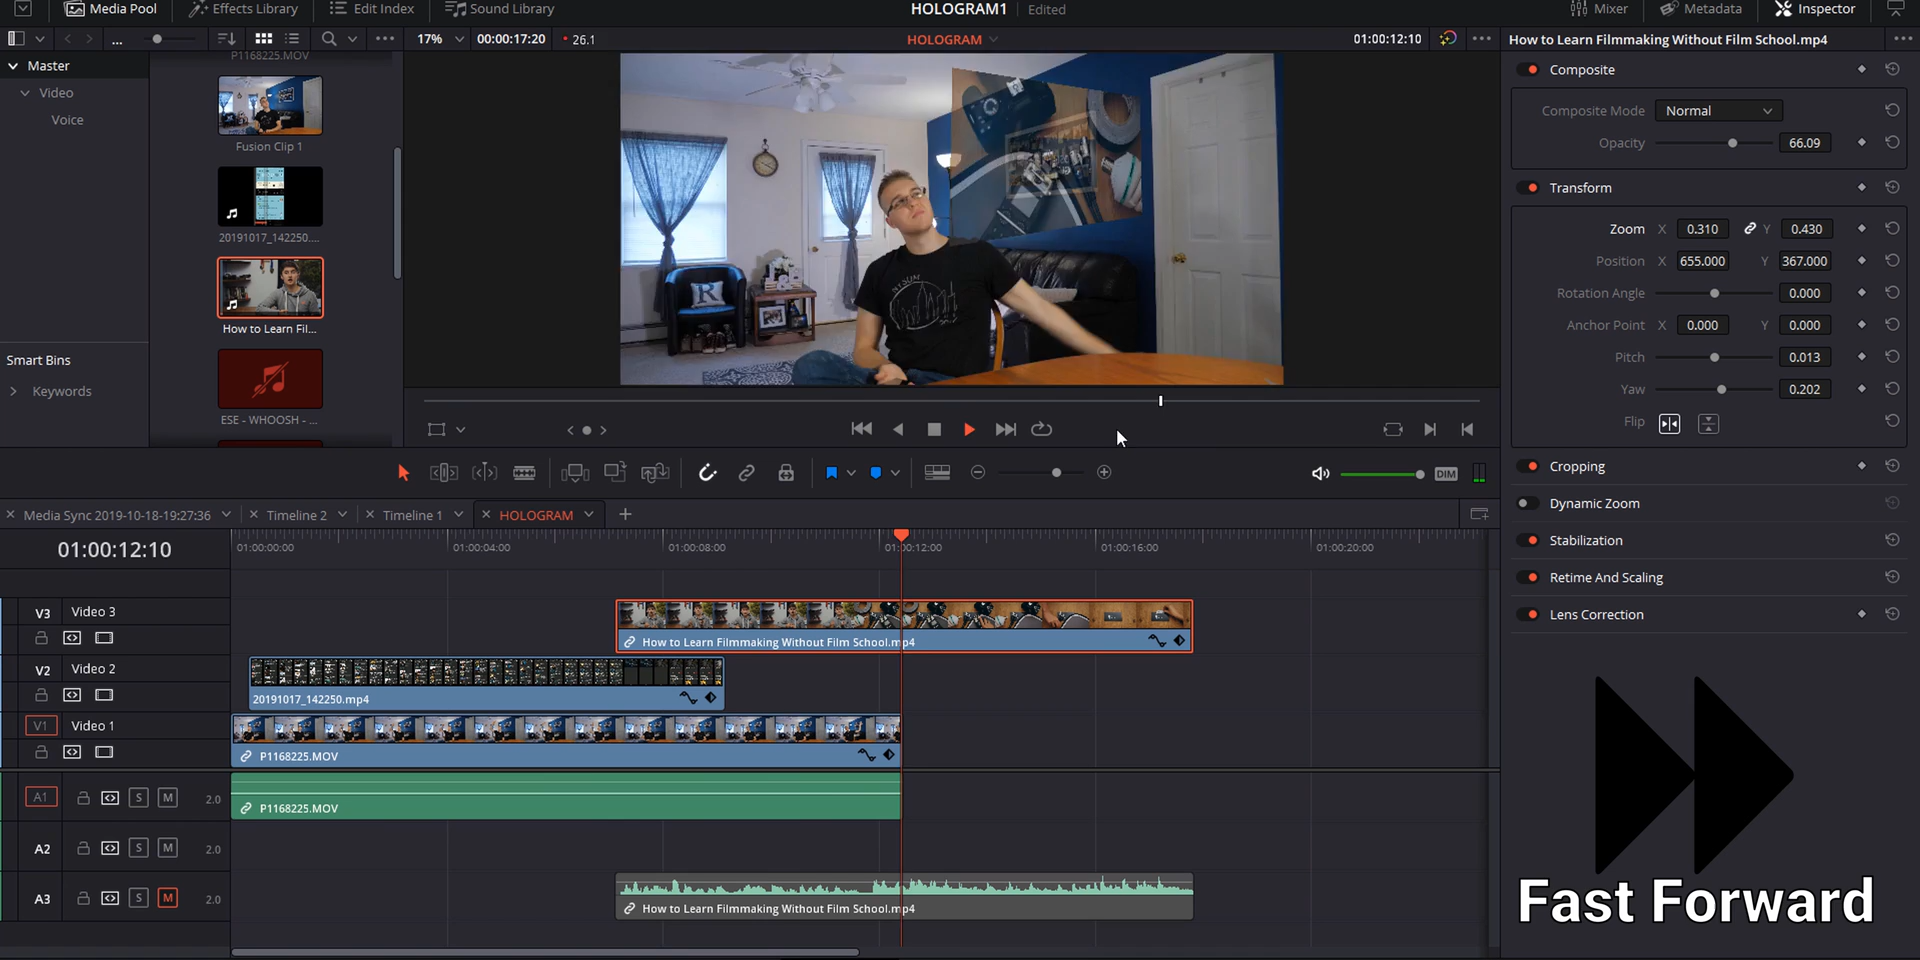 Media Pool Effects Library Edit Index Sound Library HOLOGRAM1 Edited Mixer Metadata Inspector
... 17% 00:00:17:20 26.1 HOLOGRAM 01:00:12:10 How to Learn Filmmaking Without Film School.mp4
Master
Video
Voice
P1168225.MOV
Fusion Clip 1
20191017_142250....
How to Learn Fil...
ESE - WHOOSH - ...
Smart Bins
Keywords
R
Composite
Composite Mode Normal
Opacity 66.09
Transform
Zoom X 0.310 Y 0.430
Position X 655.000 Y 367.000
Rotation Angle 0.000
Anchor Point X 0.000 Y 0.000
Pitch 0.013
Yaw 0.202
Flip
Cropping
Dynamic Zoom
Stabilization
Retime And Scaling
Lens Correction
DIM
Media Sync 2019-10-18-19:27:36 Timeline 2 Timeline 1 HOLOGRAM
01:00:12:10
01:00:00:00 01:00:04:00 01:00:08:00 01:00:12:00 01:00:16:00 01:00:20:00
V3 Video 3
How to Learn Filmmaking Without Film School.mp4
V2 Video 2
20191017_142250.mp4
V1 Video 1
P1168225.MOV
A1 S M 2.0
P1168225.MOV
A2 S M 2.0
A3 S M 2.0
How to Learn Filmmaking Without Film School.mp4
Fast Forward